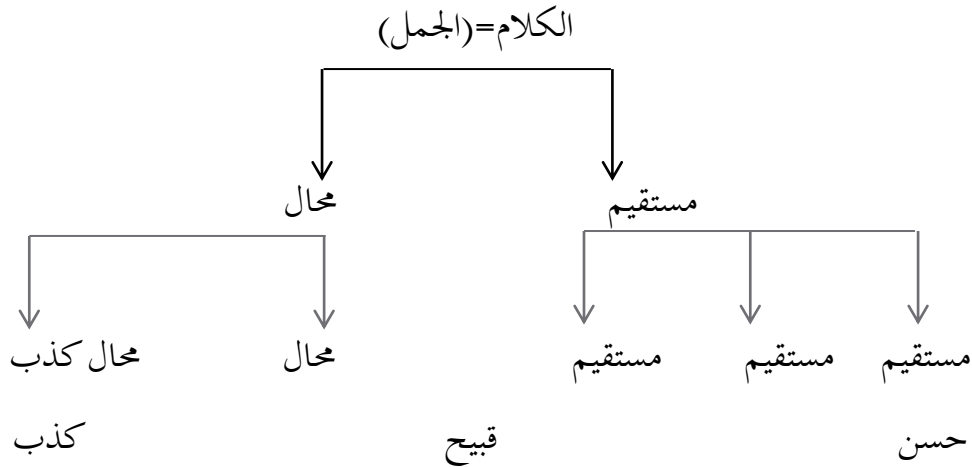 الكلام=(الجمل)
مستقيم محال
مستقيم مستقيم مستقيم محال محال كذب
حسن قبيح كذب